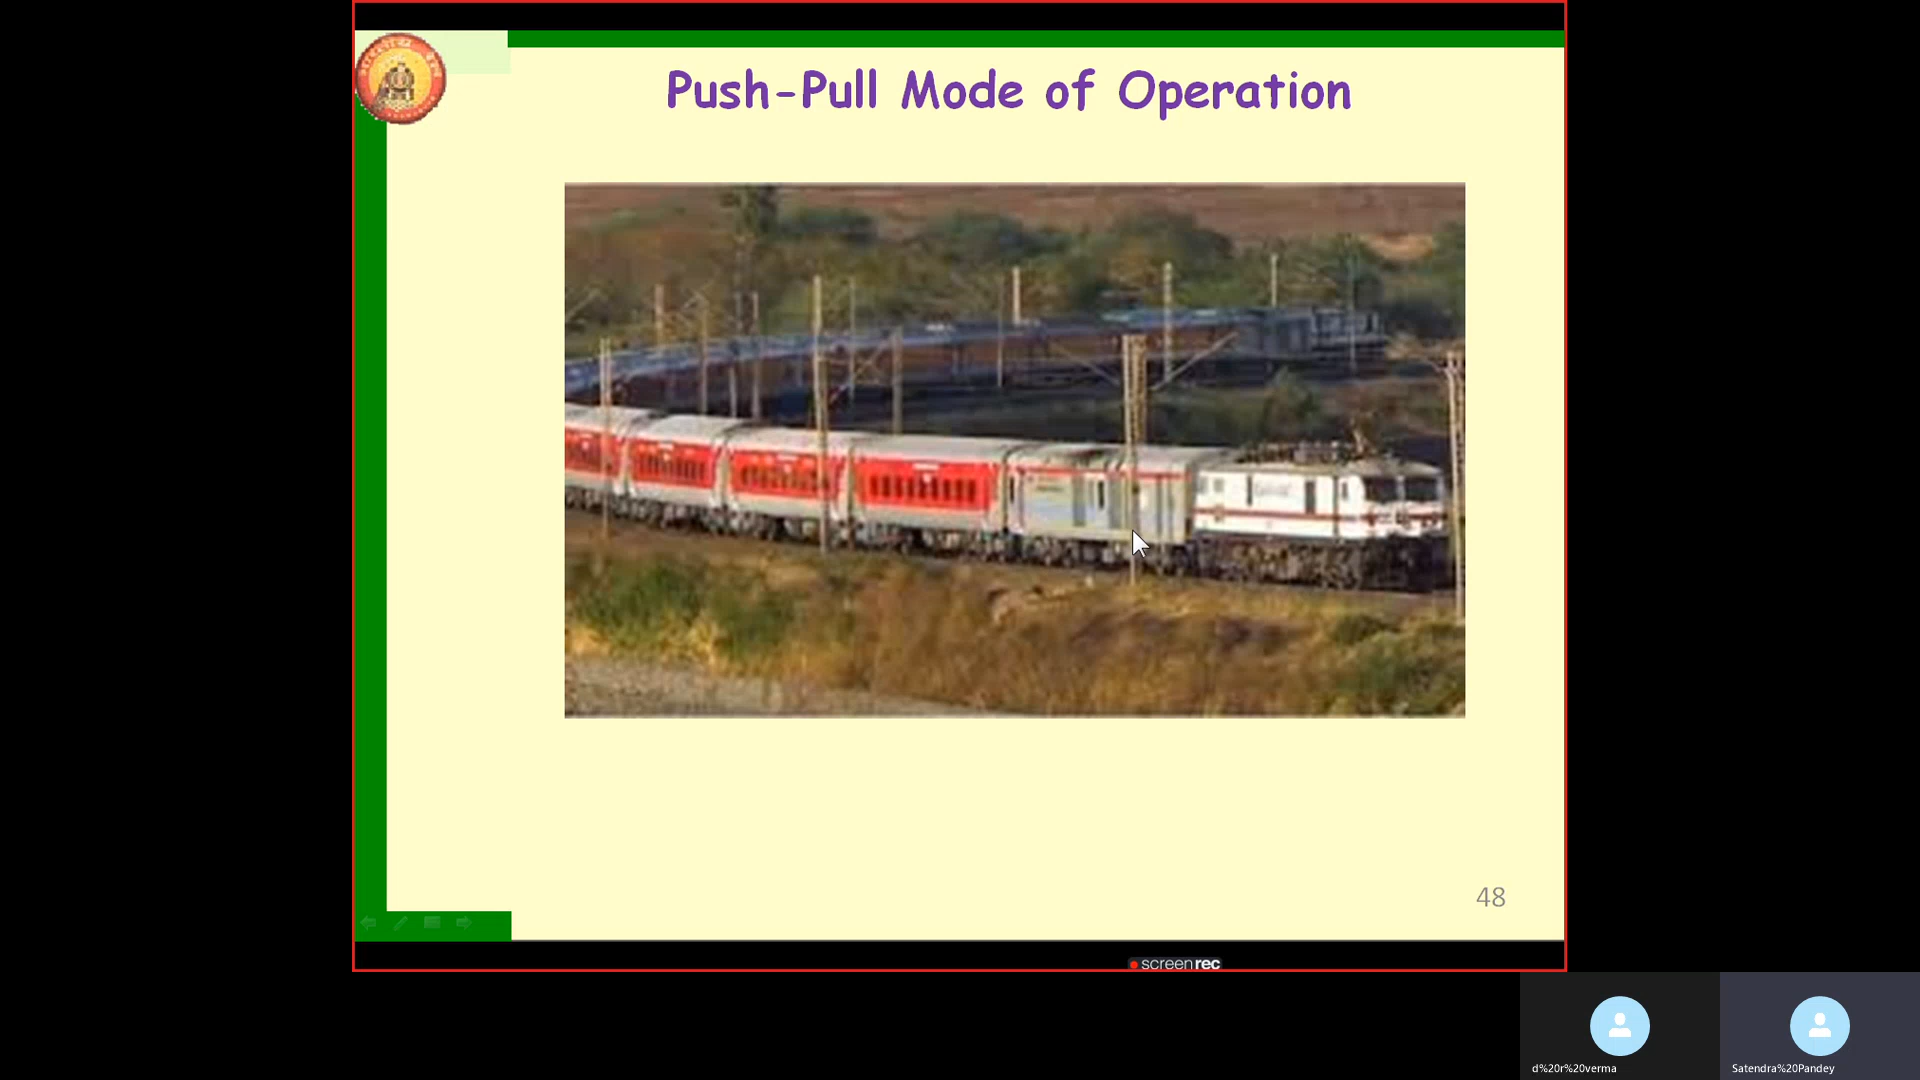 Push-Pull Mode of Operation
48
screenrec
d%20r%20verma
Satendra%20Pandey